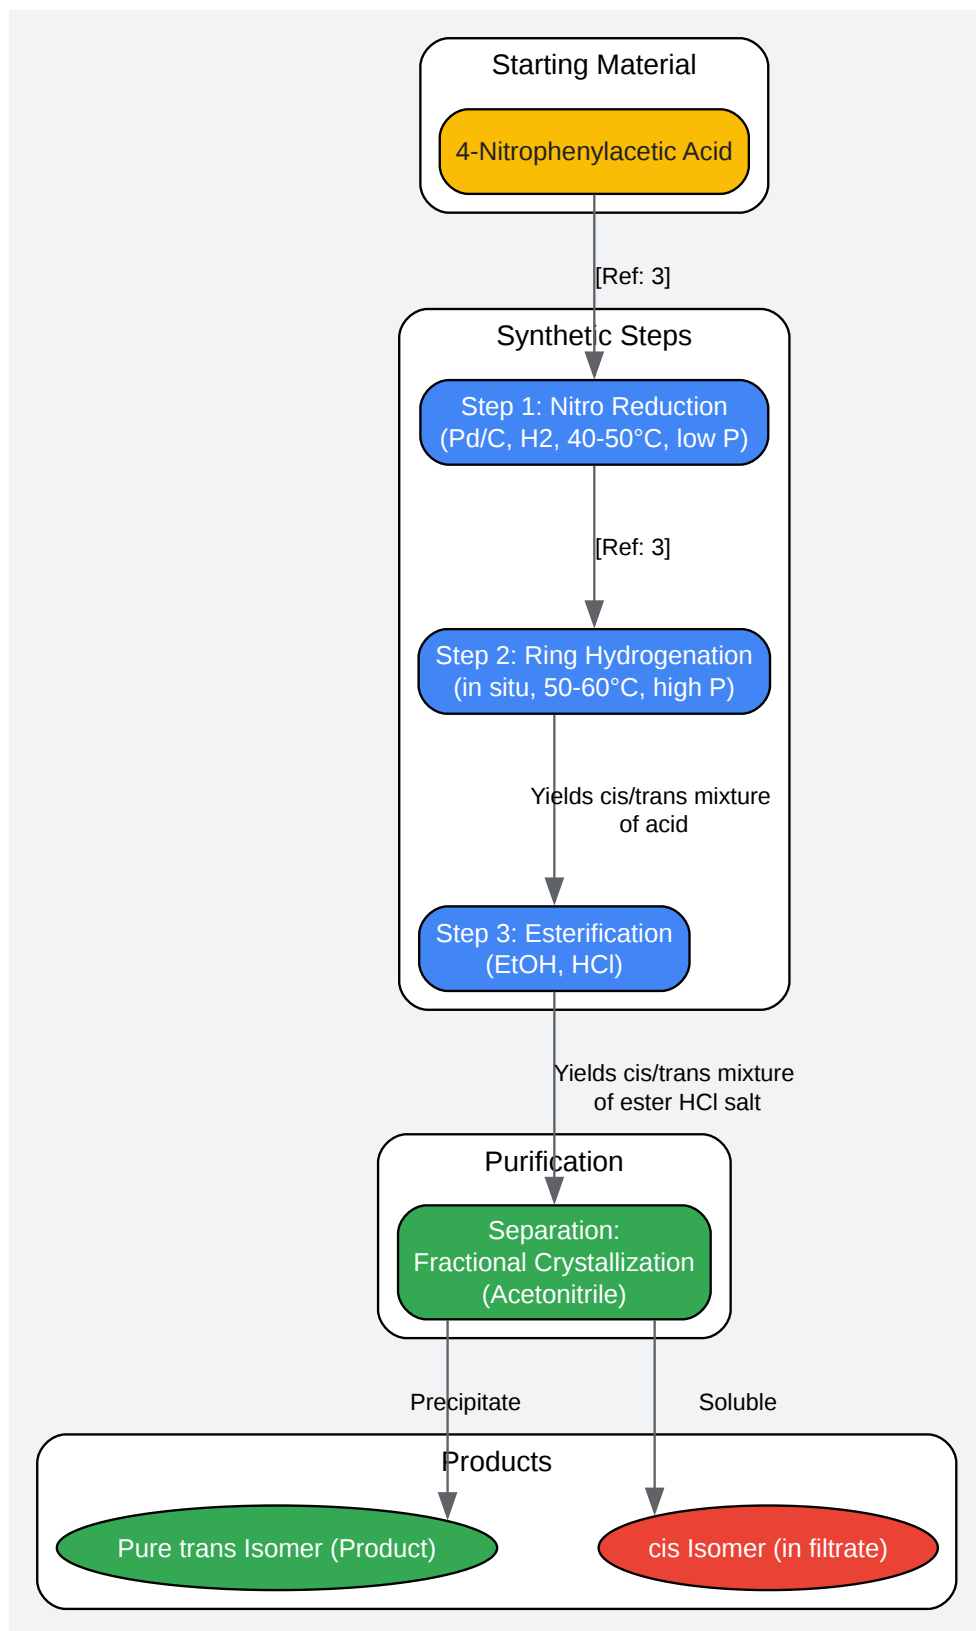 Starting Material
4-Nitrophenylacetic Acid
[Ref: 3]
Synthetic Steps
Step 1: Nitro Reduction
(Pd/C, H2, 40-50°C, low P)
[Ref: 3]
Step 2: Ring Hydrogenation
(in situ, 50-60°C, high P)
Yields cis/trans mixture
of acid
Step 3: Esterification
(EtOH, HCl)
Yields cis/trans mixture
of ester HCl salt
Purification
Separation:
Fractional Crystallization
(Acetonitrile)
Precipitate
Soluble
Products
Pure trans Isomer (Product)
cis Isomer (in filtrate)